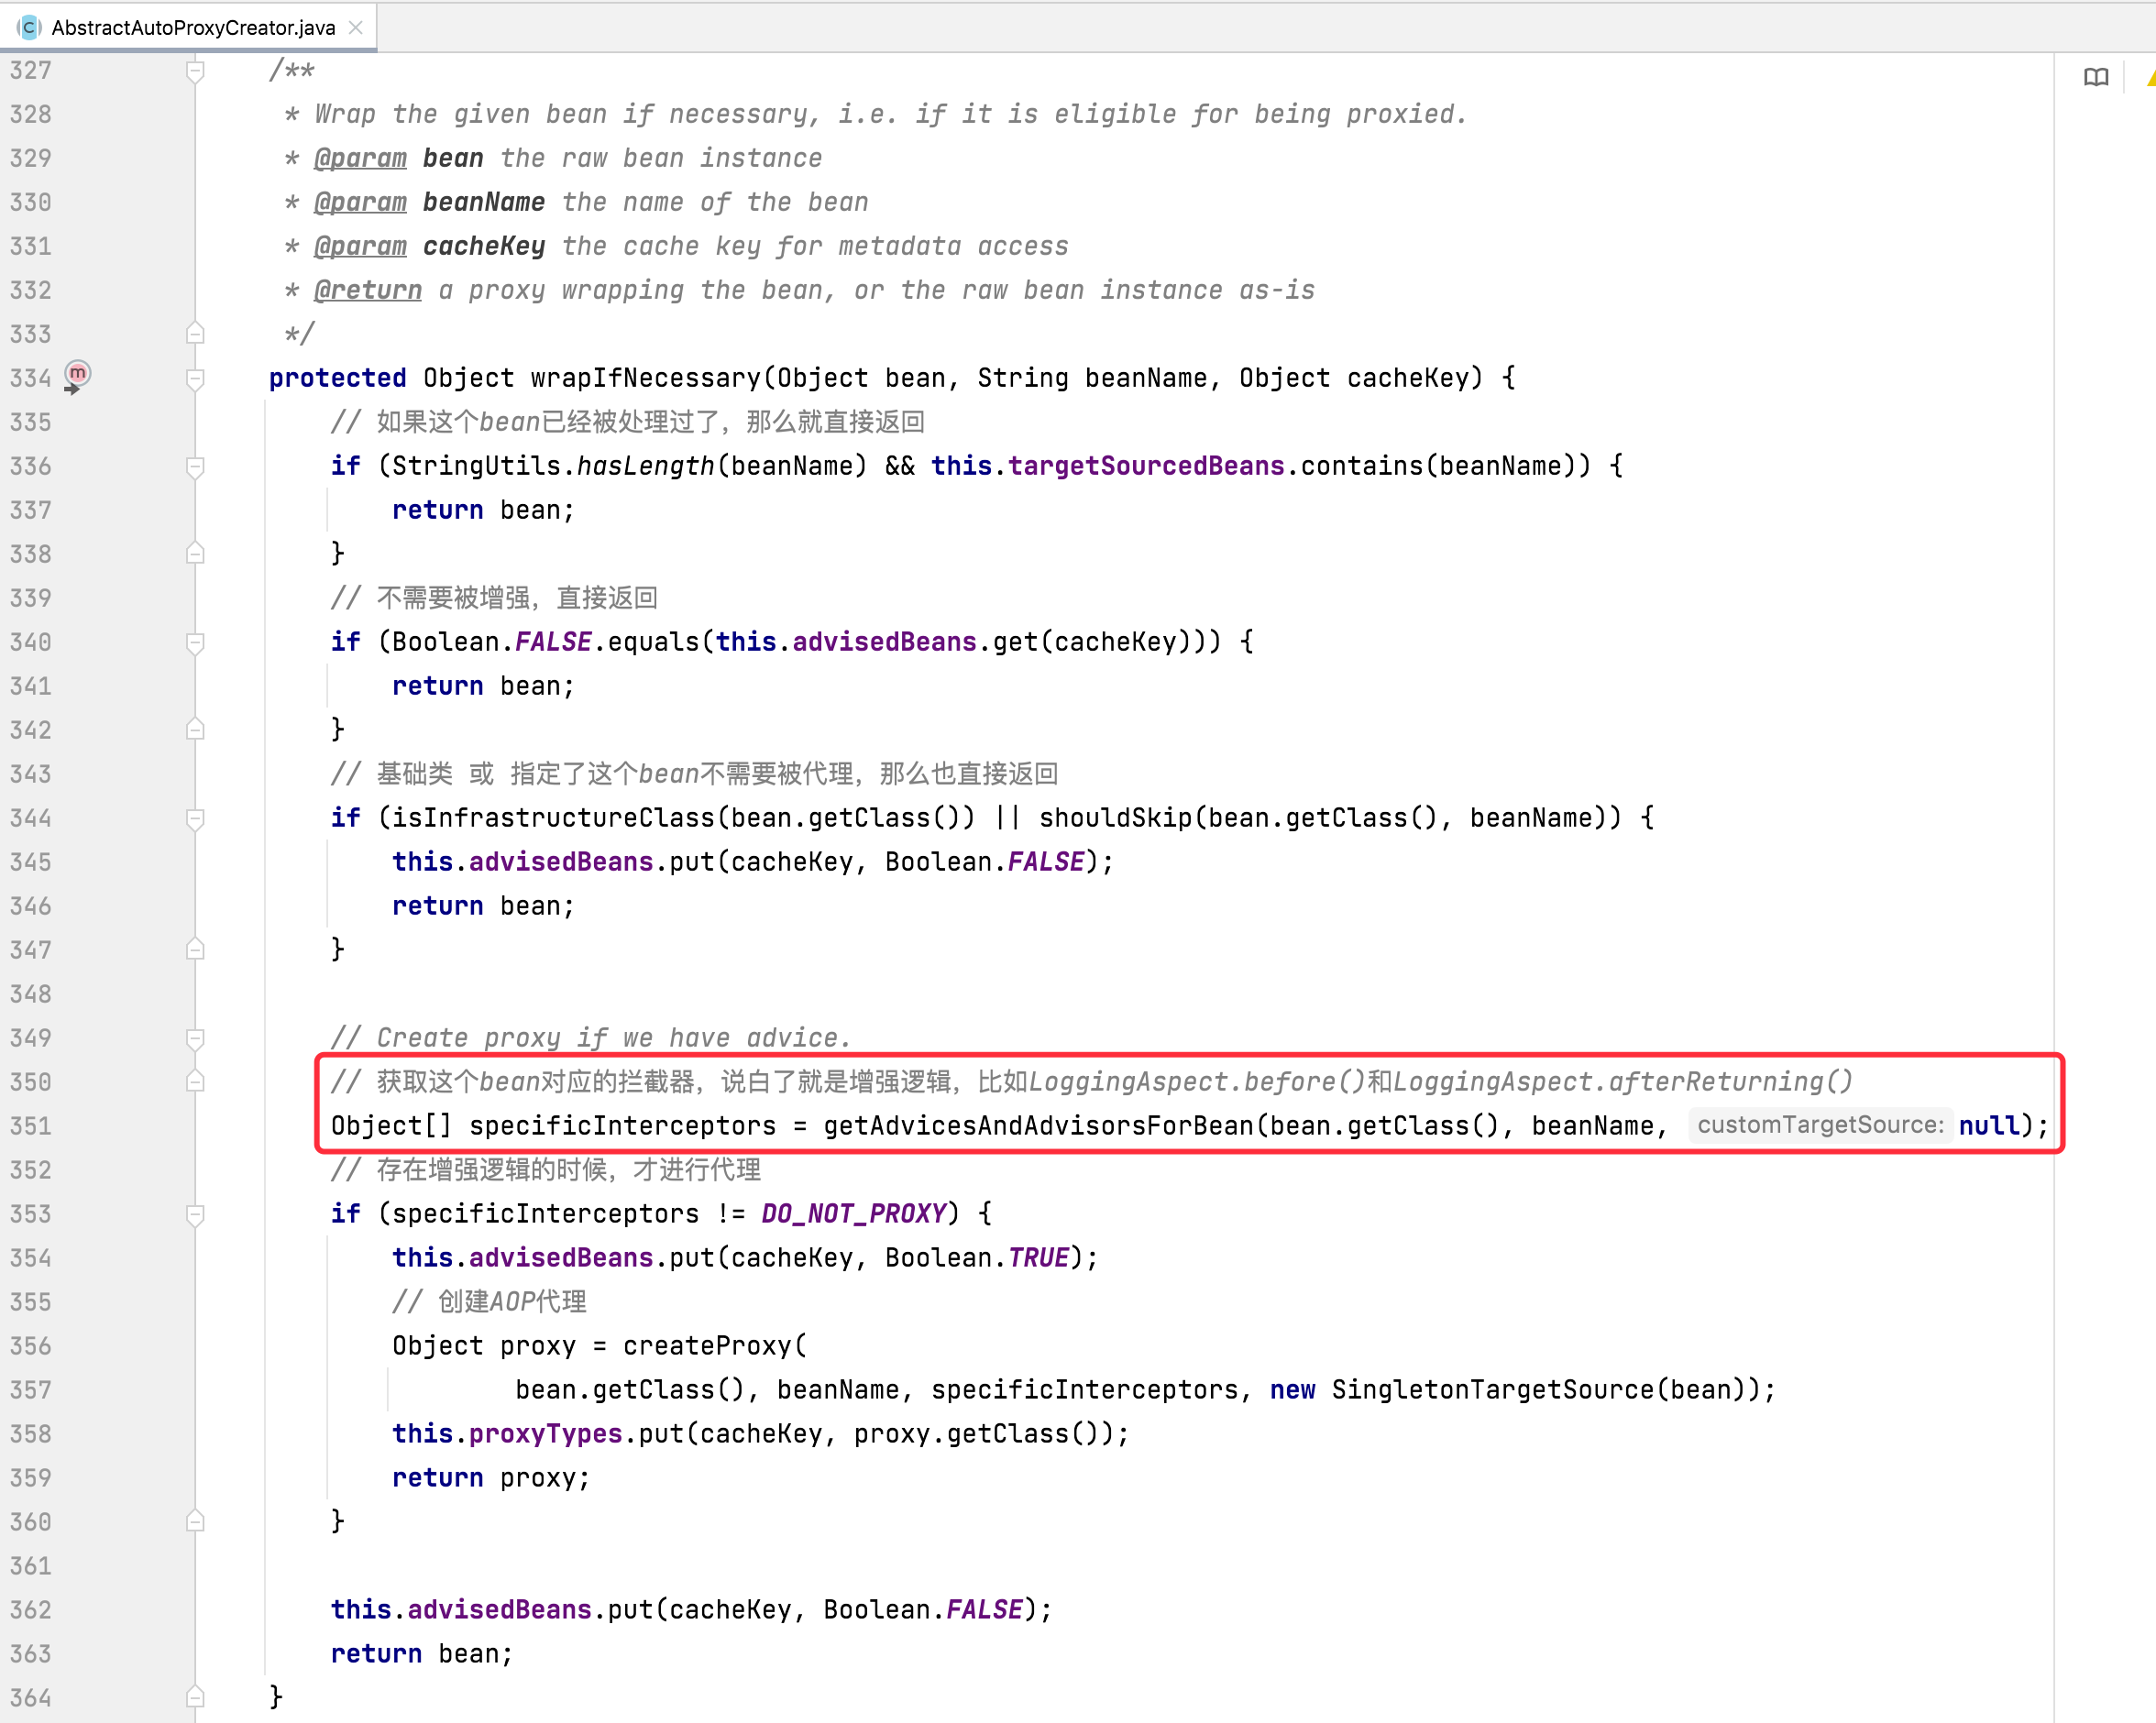 AbstractAutoProxyCreator.java
327 /**
328 * Wrap the given bean if necessary, i.e. if it is eligible for being proxied.
329 * @param bean the raw bean instance
330 * @param beanName the name of the bean
331 * @param cacheKey the cache key for metadata access
332 * @return a proxy wrapping the bean, or the raw bean instance as-is
333 */
334 protected Object wrapIfNecessary(Object bean, String beanName, Object cacheKey) {
335 // 如果这个bean已经被处理过了，那么就直接返回
336 if (StringUtils.hasLength(beanName) && this.targetSourcedBeans.contains(beanName)) {
337 return bean;
338 }
339 // 不需要被增强，直接返回
340 if (Boolean.FALSE.equals(this.advisedBeans.get(cacheKey))) {
341 return bean;
342 }
343 // 基础类 或 指定了这个bean不需要被代理，那么也直接返回
344 if (isInfrastructureClass(bean.getClass()) || shouldSkip(bean.getClass(), beanName)) {
345 this.advisedBeans.put(cacheKey, Boolean.FALSE);
346 return bean;
347 }
348
349 // Create proxy if we have advice.
350 // 获取这个bean对应的拦截器，说白了就是增强逻辑，比如LoggingAspect.before()和LoggingAspect.afterReturning()
351 Object[] specificInterceptors = getAdvicesAndAdvisorsForBean(bean.getClass(), beanName, customTargetSource: null);
352 // 存在增强逻辑的时候，才进行代理
353 if (specificInterceptors != DO_NOT_PROXY) {
354 this.advisedBeans.put(cacheKey, Boolean.TRUE);
355 // 创建AOP代理
356 Object proxy = createProxy(
357 bean.getClass(), beanName, specificInterceptors, new SingletonTargetSource(bean));
358 this.proxyTypes.put(cacheKey, proxy.getClass());
359 return proxy;
360 }
361
362 this.advisedBeans.put(cacheKey, Boolean.FALSE);
363 return bean;
364 }